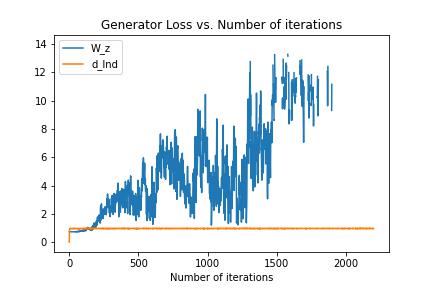 Generator Loss vs. Number of iterations
14
12
10
8
6
4
2
0
W_z
d_Ind
0 500 1000 1500 2000
Number of iterations